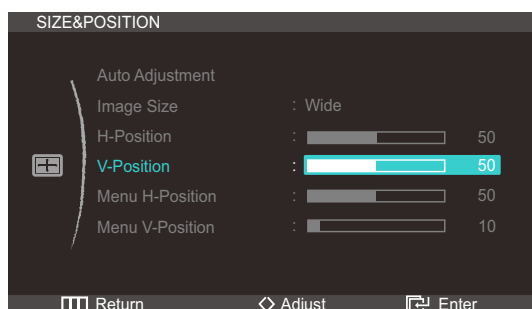 SIZE&POSITION
Auto Adjustment
Image Size : Wide
H-Position : 50
V-Position : 50
Menu H-Position : 50
Menu V-Position : 10
Return Adjust Enter